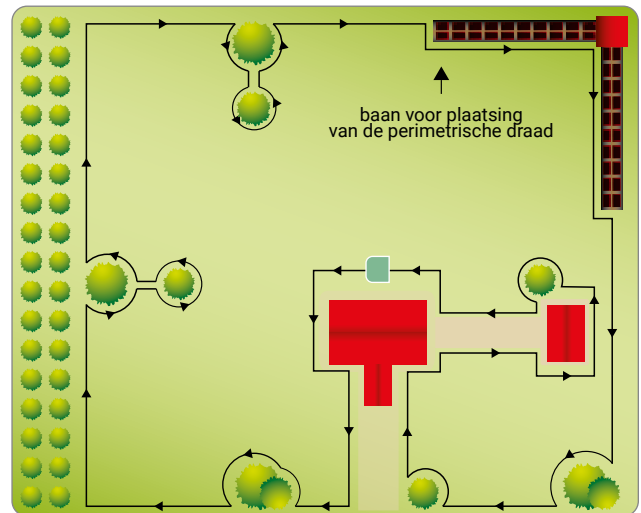 baan voor plaatsing
van de perimetrische draad